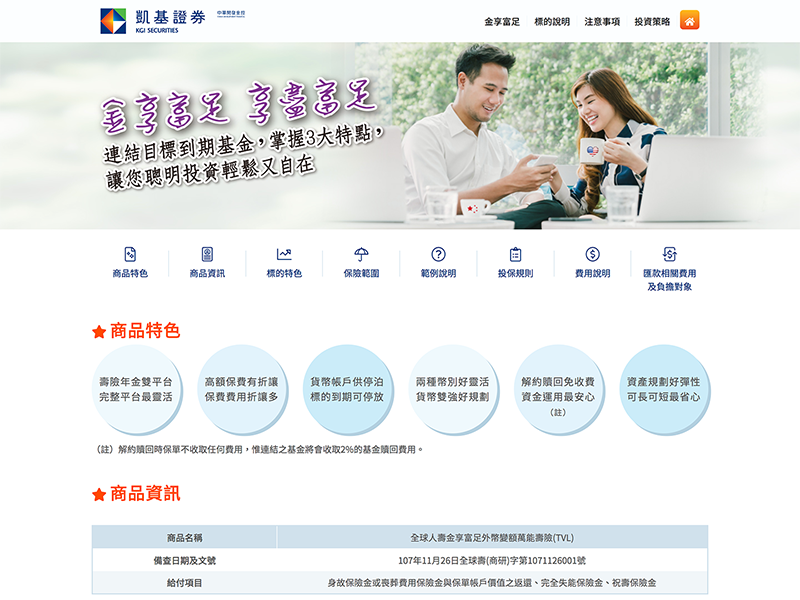 凱基證券
中華開發金控
KGI SECURITIES
金享富足 標的說明 注意事項 投資策略
金享富足 享盡富足
連結目標到期基金，掌握3大特點，
讓您聰明投資輕鬆又自在
商品特色 商品資訊 標的特色 保險範圍 範例說明 投保規則 費用說明 匯款相關費用
及負擔對象
商品特色
壽險年金雙平台 高額保費有折讓 貨幣帳戶供停泊 兩種幣別好靈活 解約贖回免收費 資產規劃好彈性
完整平台最靈活 保費費用折讓多 標的到期可停放 貨幣雙強好規劃 資金運用最安心 可長可短最省心
（註）
（註）解約贖回時保單不收取任何費用，惟連結之基金將會收取2%的基金贖回費用。
商品資訊
商品名稱 全球人壽金享富足外幣變額萬能壽險(TVL)
備查日期及文號 107年11月26日全球壽(商研)字第1071126001號
給付項目 身故保險金或喪葬費用保險金與保單帳戶價值之返還、完全失能保險金、祝壽保險金